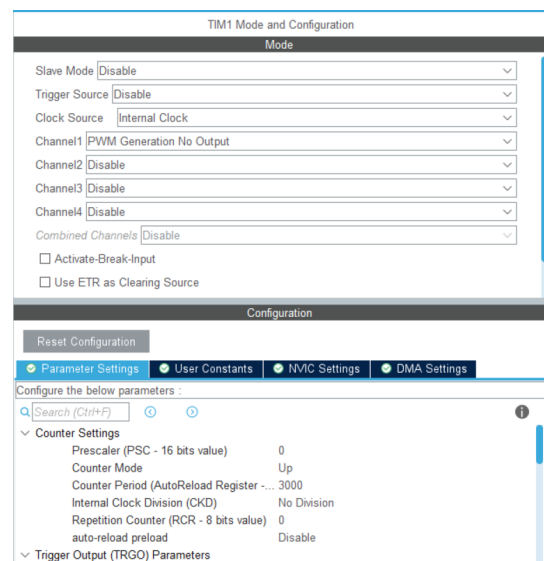 TIM1 Mode and Configuration
Mode
Slave Mode Disable
Trigger Source Disable
Clock Source Internal Clock
Channel1 PWM Generation No Output
Channel2 Disable
Channel3 Disable
Channel4 Disable
Combined Channels Disable
Activate-Break-Input
Use ETR as Clearing Source
Configuration
Reset Configuration
Parameter Settings User Constants NVIC Settings DMA Settings
Configure the below parameters :
Search (Ctrl+F)
Counter Settings
Prescaler (PSC - 16 bits value) 0
Counter Mode Up
Counter Period (AutoReload Register -... 3000
Internal Clock Division (CKD) No Division
Repetition Counter (RCR - 8 bits value) 0
auto-reload preload Disable
Trigger Output (TRGO) Parameters